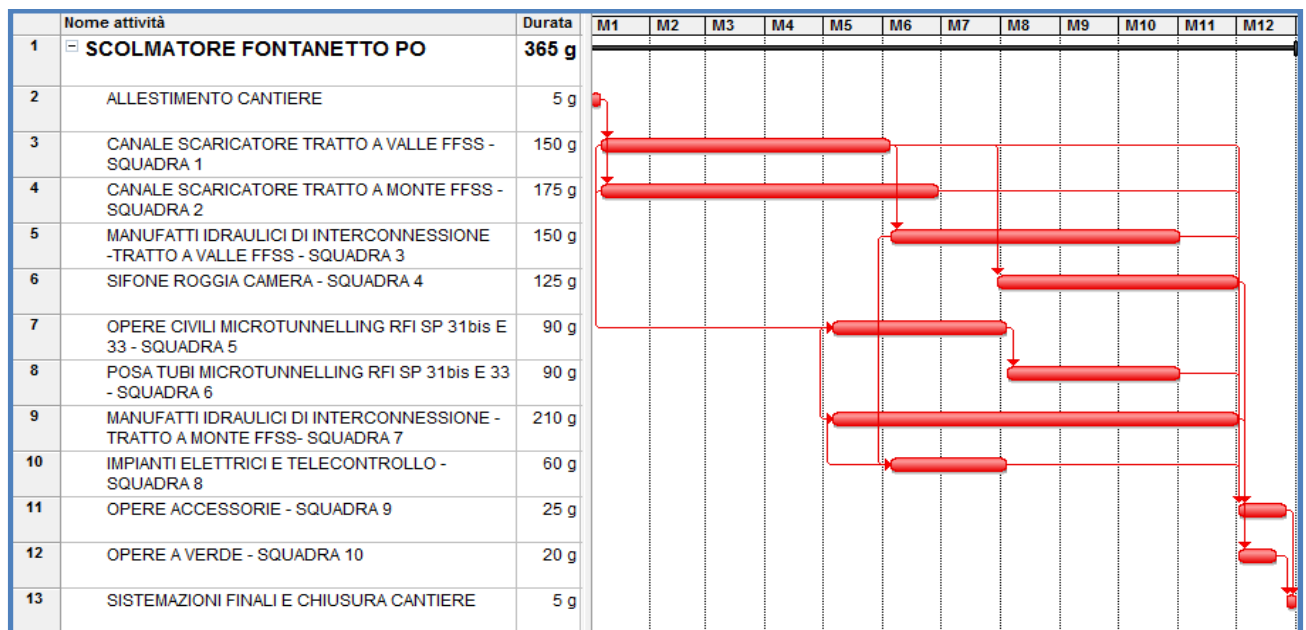 Nome attività Durata M1 M2 M3 M4 M5 M6 M7 M8 M9 M10 M11 M12
1 SCOLMATORE FONTANETTO PO 365 g
2 ALLESTIMENTO CANTIERE 5 g
3 CANALE SCARICATORE TRATTO A VALLE FFSS - 150 g
SQUADRA 1
4 CANALE SCARICATORE TRATTO A MONTE FFSS - 175 g
SQUADRA 2
5 MANUFATTI IDRAULICI DI INTERCONNESSIONE 150 g
-TRATTO A VALLE FFSS - SQUADRA 3
6 SIFONE ROGGIA CAMERA - SQUADRA 4 125 g
7 OPERE CIVILI MICROTUNNELLING RFI SP 31bis E 90 g
33 - SQUADRA 5
8 POSA TUBI MICROTUNNELLING RFI SP 31bis E 33 90 g
- SQUADRA 6
9 MANUFATTI IDRAULICI DI INTERCONNESSIONE - 210 g
TRATTO A MONTE FFSS- SQUADRA 7
10 IMPIANTI ELETTRICI E TELECONTROLLO - 60 g
SQUADRA 8
11 OPERE ACCESSORIE - SQUADRA 9 25 g
12 OPERE A VERDE - SQUADRA 10 20 g
13 SISTEMAZIONI FINALI E CHIUSURA CANTIERE 5 g